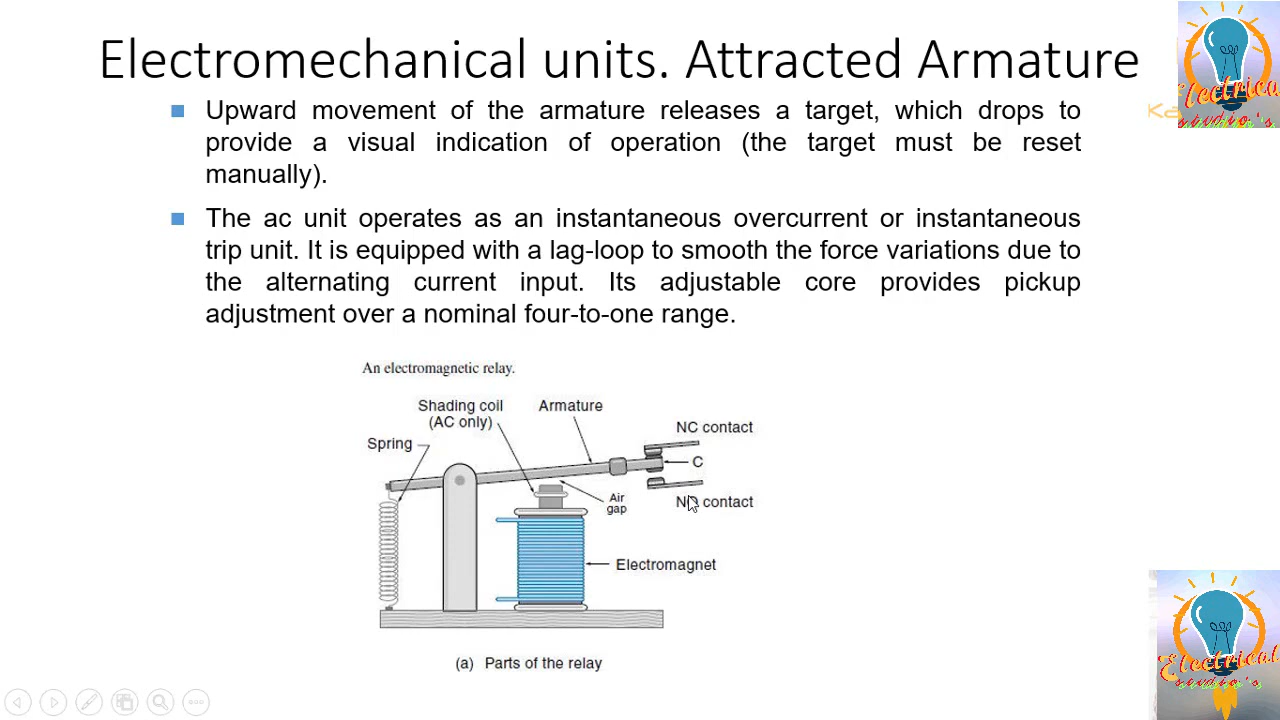 Electromechanical units. Attracted Armature
Upward movement of the armature releases a target, which drops to
provide a visual indication of operation (the target must be reset
manually).
The ac unit operates as an instantaneous overcurrent or instantaneous
trip unit. It is equipped with a lag-loop to smooth the force variations due to
the alternating current input. Its adjustable core provides pickup
adjustment over a nominal four-to-one range.
An electromagnetic relay.
Shading coil
(AC only)
Armature
Spring
NC contact
C
Air
gap
NO contact
Electromagnet
(a) Parts of the relay
Electrical
studio's
Electrical
studio's